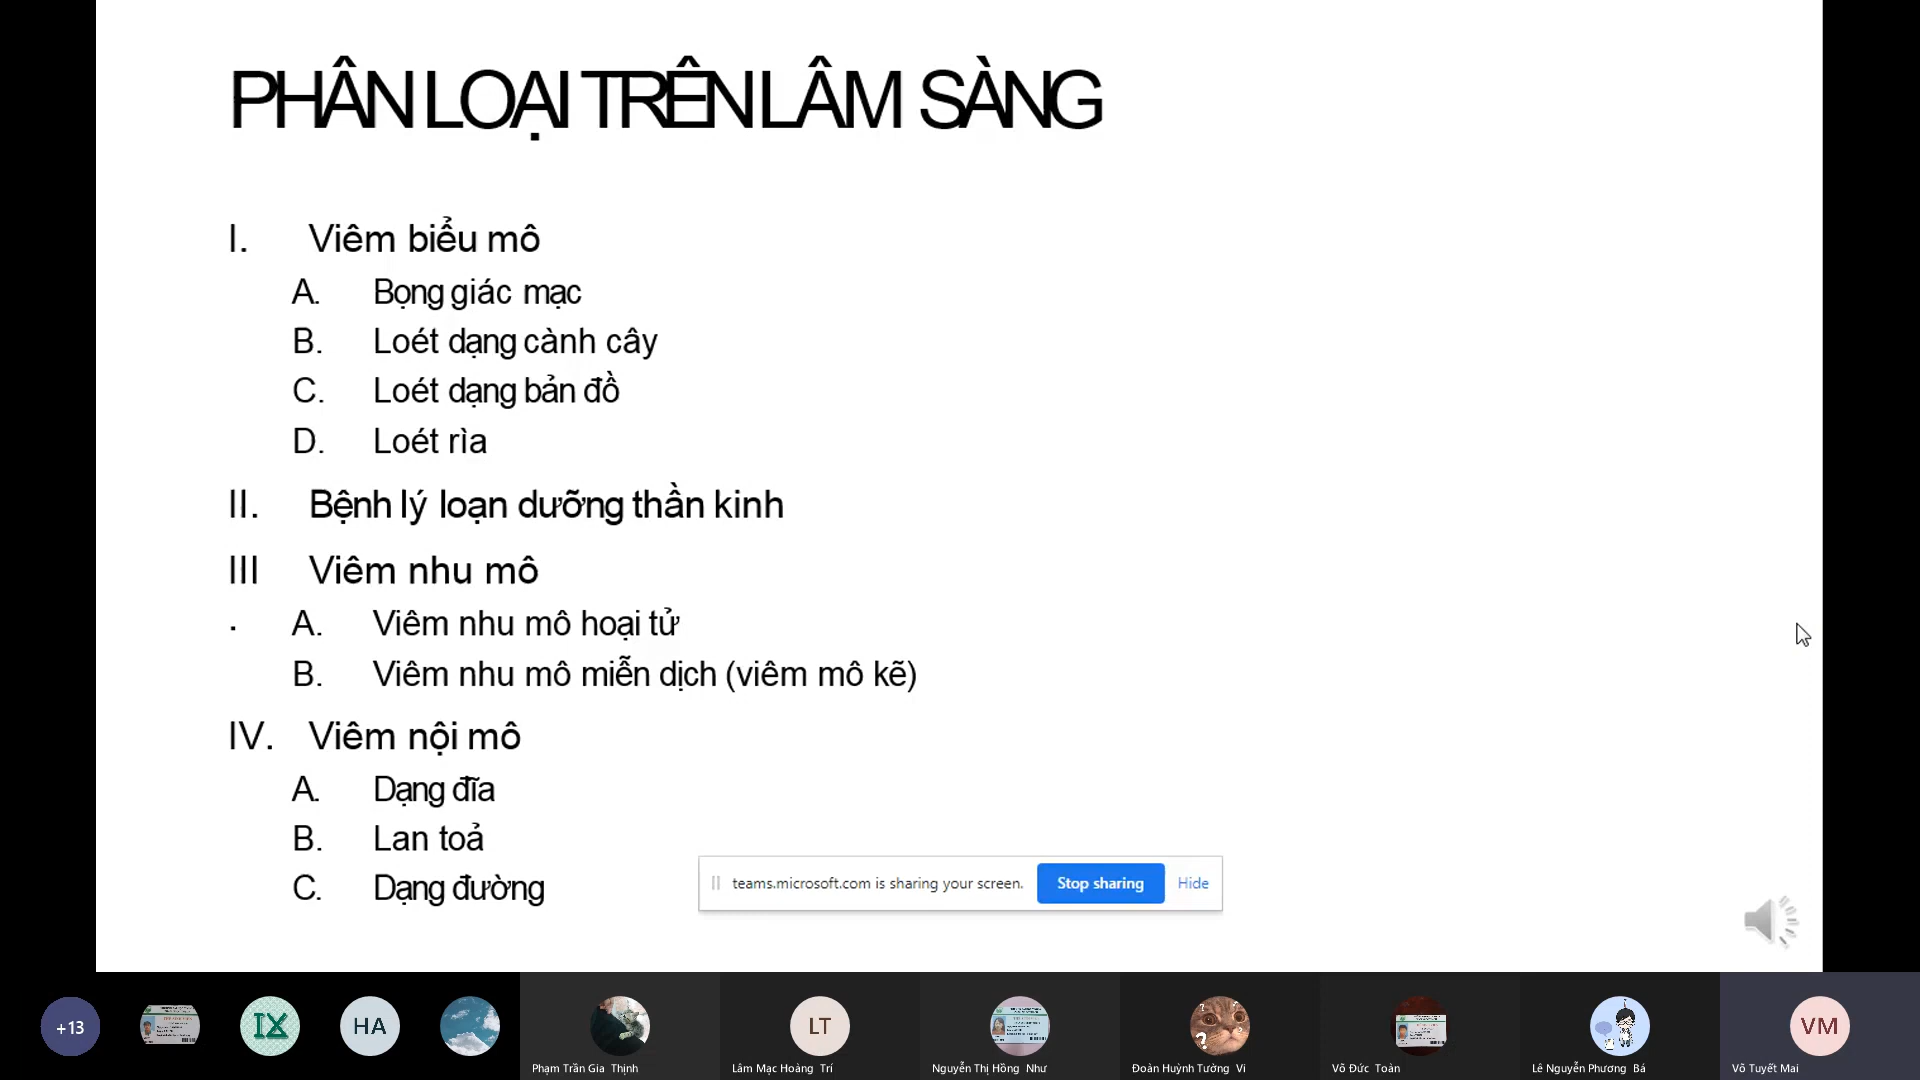 PHÂN LOẠI TRÊN LÂM SÀNG
I. Viêm biểu mô
A. Bọng giác mạc
B. Loét dạng cành cây
C. Loét dạng bản đồ
D. Loét rìa
II. Bệnh lý loạn dưỡng thần kinh
III Viêm nhu mô
. A. Viêm nhu mô hoại tử
B. Viêm nhu mô miễn dịch (viêm mô kẽ)
IV. Viêm nội mô
A. Dạng đĩa
B. Lan toả
C. Dạng đường
teams.microsoft.com is sharing your screen. Stop sharing Hide
+13 IX HA LT VM
Phạm Trần Gia Thịnh Lâm Mạc Hoàng Trí Nguyễn Thị Hồng Như Đoàn Huỳnh Tường Vi Võ Đức Toàn Lê Nguyễn Phương Bá Võ Tuyết Mai